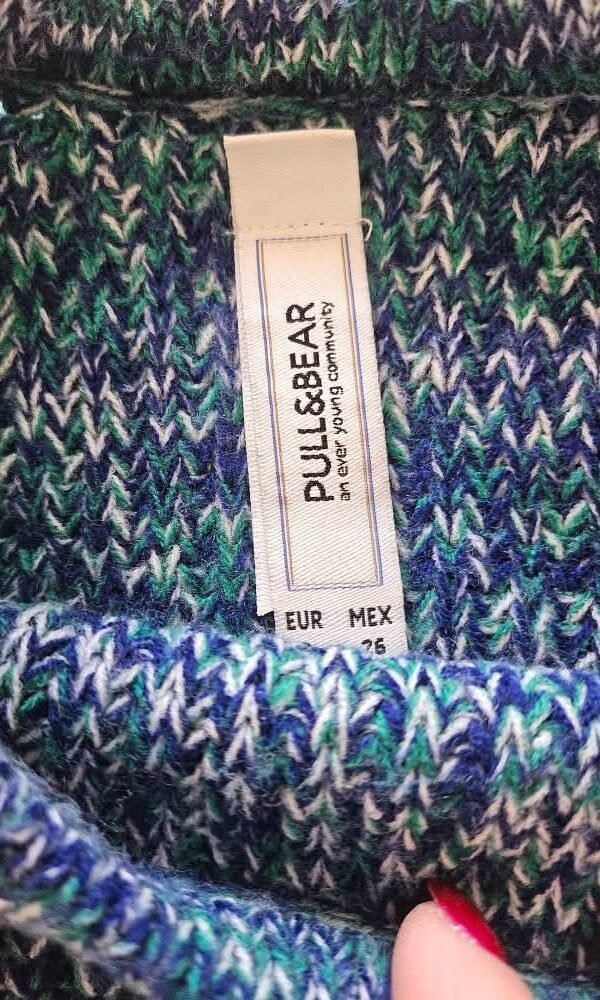 PULL&BEAR
an ever young community
EUR MEX
26